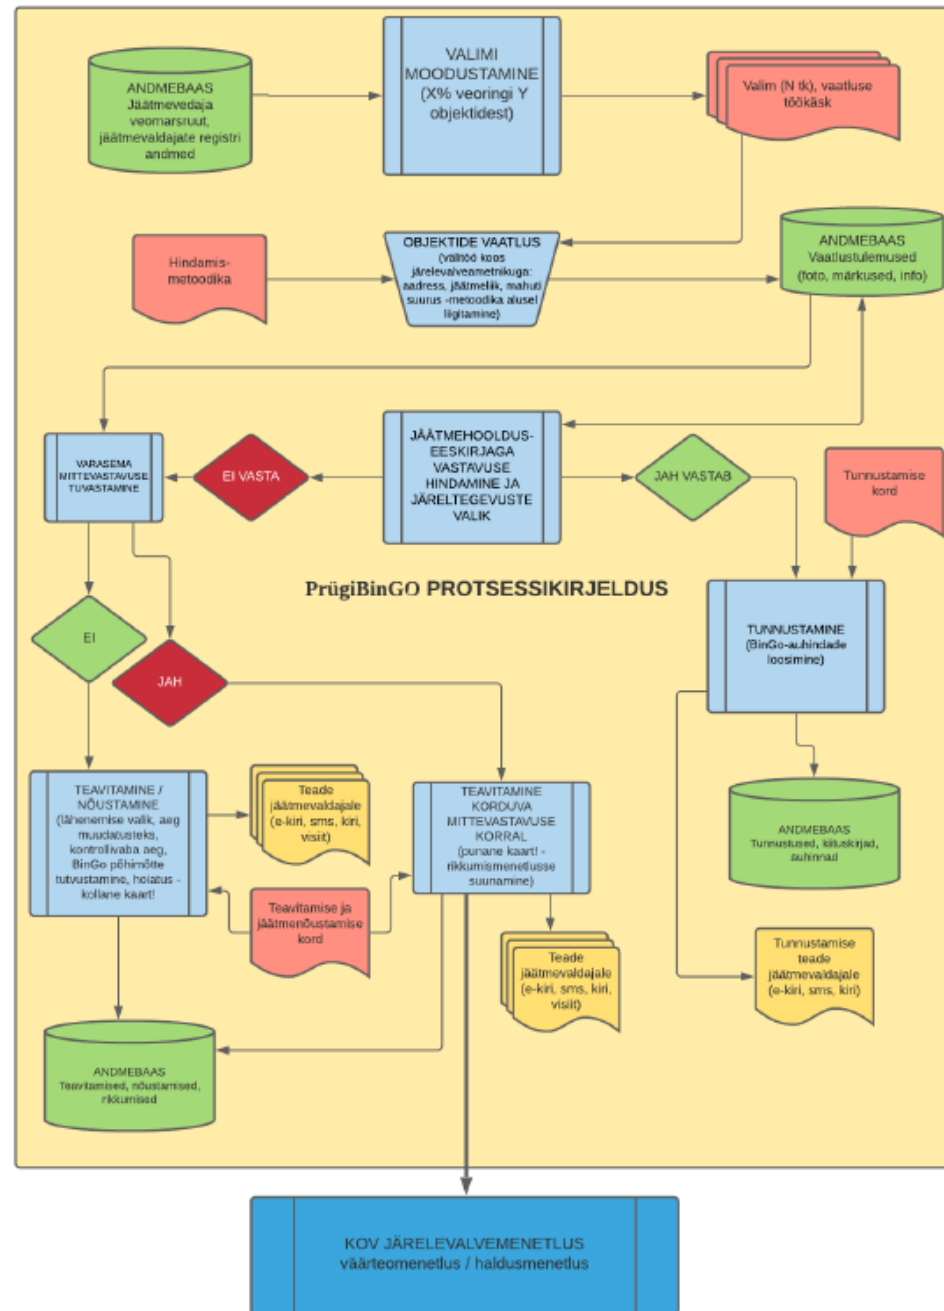 ANDMEBAAS
Jäätmevedaja
veomarsruut,
jäätmevaldajate registri
andmed
VALIMI
MOODUSTAMINE
(X% veoringi Y
objektidest)
Valim (N tk), vaatluse
töökäsk
Hindamis-
metoodika
OBJEKTIDE VAATLUS
(välitöö koos
järelevalveametnikuga:
aadress, jäätmeliik, mahuti
suurus -metoodika alusel
liigitamine)
ANDMEBAAS
Vaatlustulemused
(foto, märkused, info)
VARASEMA
MITTEVASTAVUSE
TUVASTAMINE
EI VASTA
JÄÄTMEHOOLDUS-
EESKIRJAGA
VASTAVUSE
HINDAMINE JA
JÄRELTEGEVUSTE
VALIK
JAH VASTAB
Tunnustamise
kord
PrügiBinGO PROTSESSIKIRJELDUS
EI
JAH
TUNNUSTAMINE
(BinGo-auhindade
loosimine)
TEAVITAMINE /
NÕUSTAMINE
(lähenemise valik, aeg
muudatusteks,
kontrollivaba aeg,
BinGo põhimõtte
tutvustamine, hoiatus -
kollane kaart!
Teade
jäätmevaldajale
(e-kiri, sms, kiri,
visiit)
TEAVITAMINE
KORDUVA
MITTEVASTAVUSE
KORRAL
(punane kaart! -
rikkumismenetlusse
suunamine)
ANDMEBAAS
Tunnustused, kiituskirjad,
auhinnad
Teavitamise ja
jäätmenõustamise
kord
Teade
jäätmevaldajale
(e-kiri, sms, kiri,
visiit)
Tunnustamise
teade
jäätmevaldajale
(e-kiri, sms, kiri)
ANDMEBAAS
Teavitamised, nõustamised,
rikkumised
KOV JÄRELEVALVEMENETLUS
väärteomenetlus / haldusmenetlus